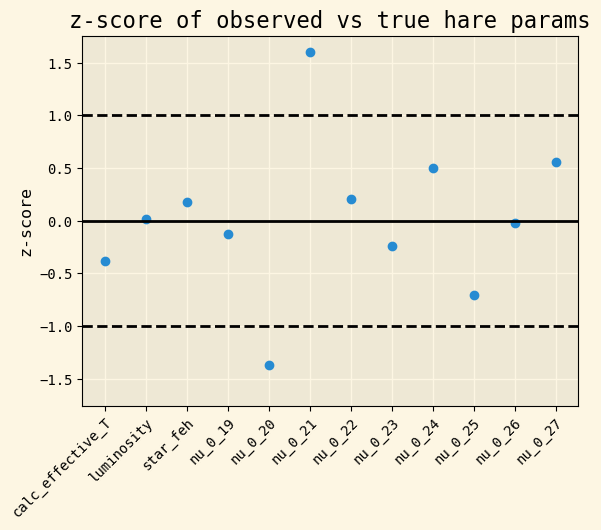 z-score of observed vs true hare params
1.5
1.0
0.5
0.0
−0.5
−1.0
−1.5
z-score
calc_effective_T
luminosity
star_feh
nu_0_19
nu_0_20
nu_0_21
nu_0_22
nu_0_23
nu_0_24
nu_0_25
nu_0_26
nu_0_27